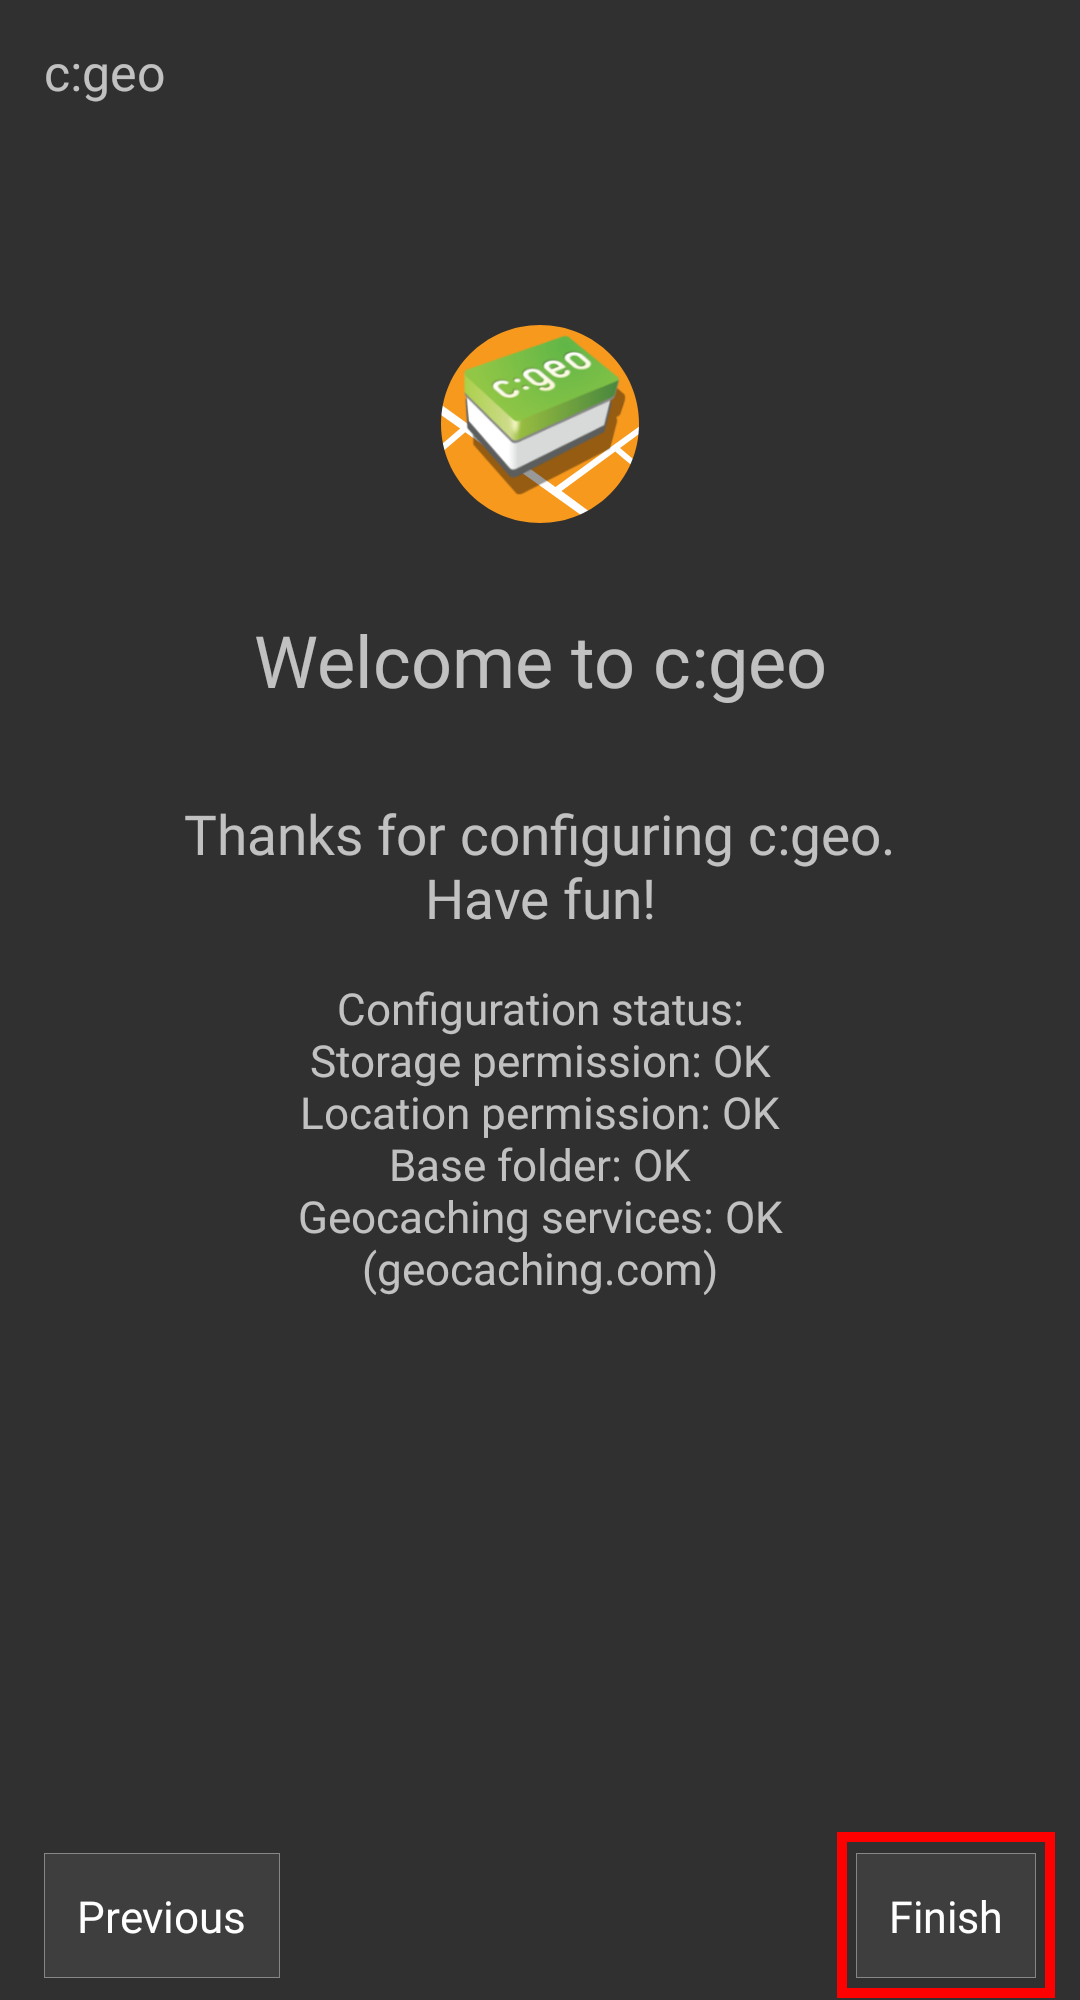 c:geo
c:geo
Welcome to c:geo
Thanks for configuring c:geo.
Have fun!
Configuration status:
Storage permission: OK
Location permission: OK
Base folder: OK
Geocaching services: OK
(geocaching.com)
Previous
Finish